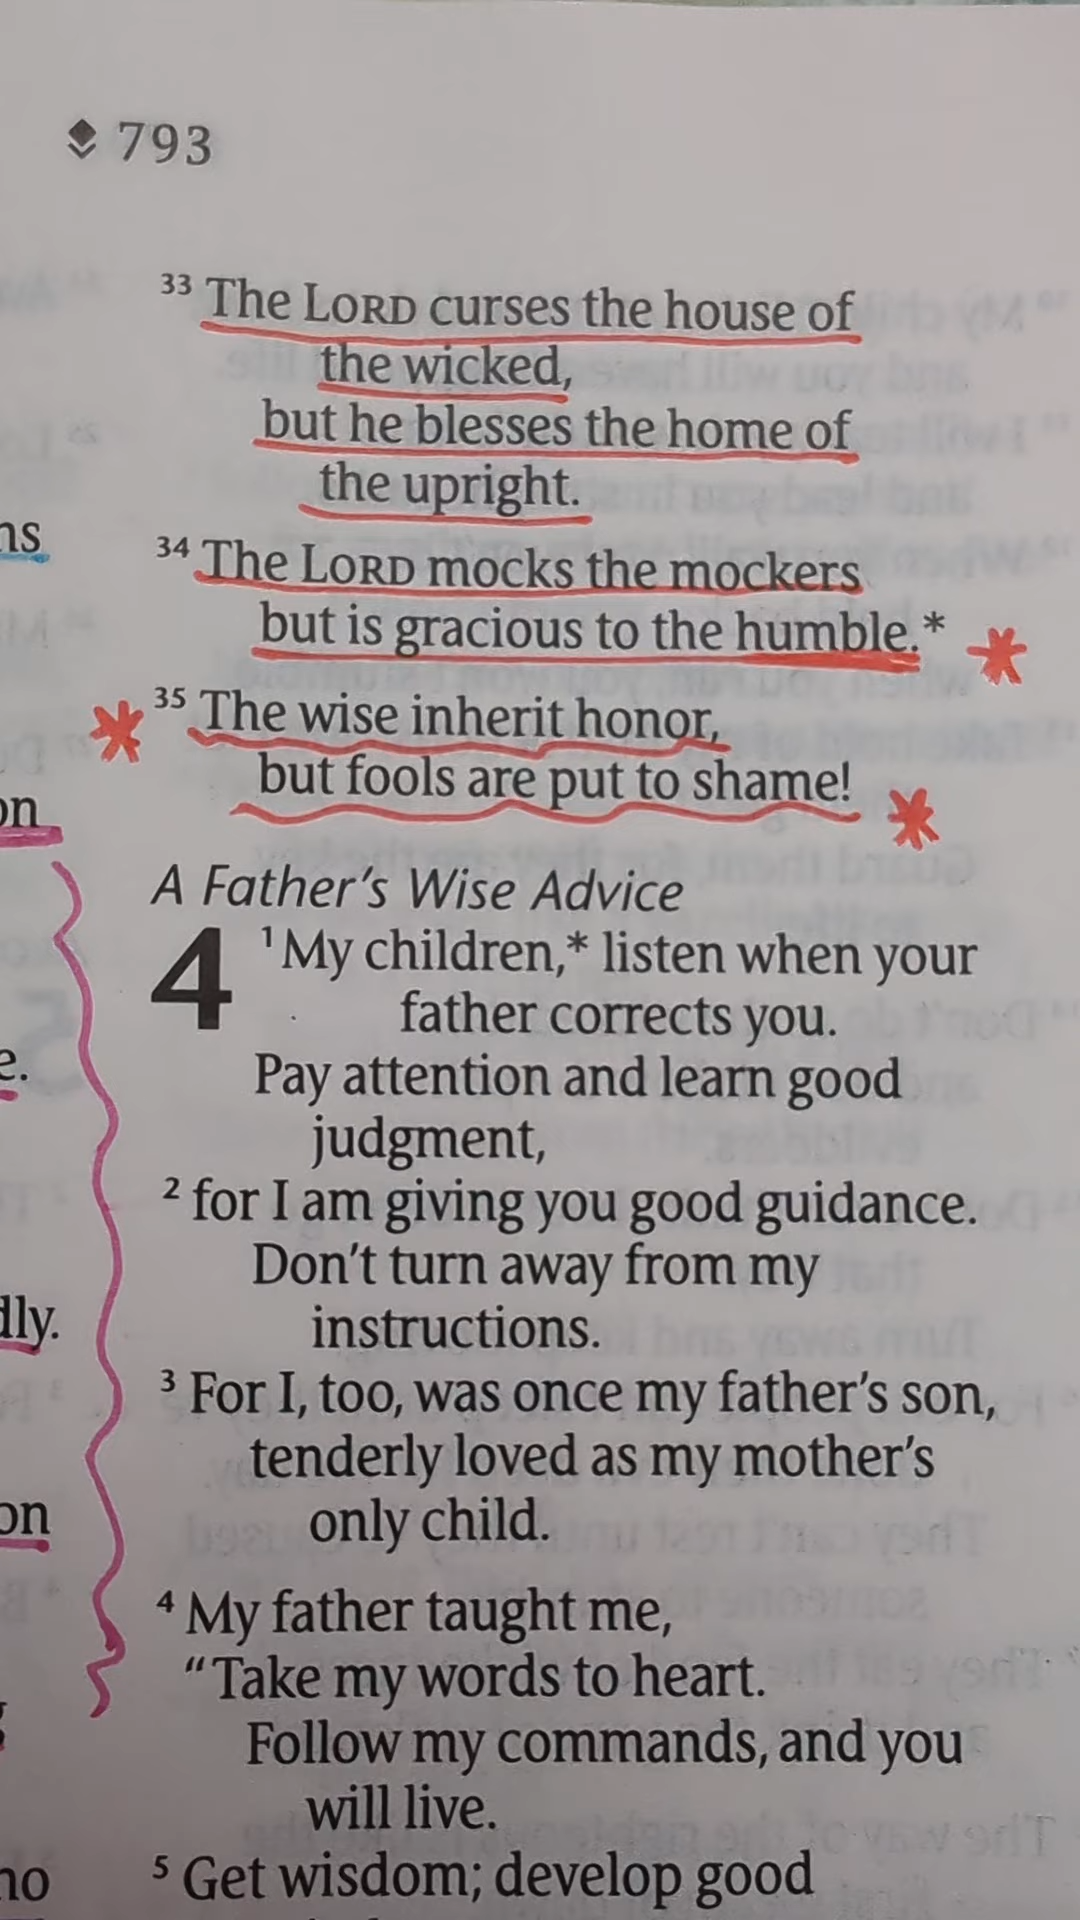 793
33 The LORD curses the house of
the wicked,
but he blesses the home of
the upright.
34 The LORD mocks the mockers
but is gracious to the humble.*
35 The wise inherit honor,
but fools are put to shame!
A Father's Wise Advice
4 1 My children,* listen when your
father corrects you.
Pay attention and learn good
judgment,
2 for I am giving you good guidance.
Don't turn away from my
instructions.
3 For I, too, was once my father's son,
tenderly loved as my mother's
only child.
4 My father taught me,
“Take my words to heart.
Follow my commands, and you
will live.
5 Get wisdom; develop good